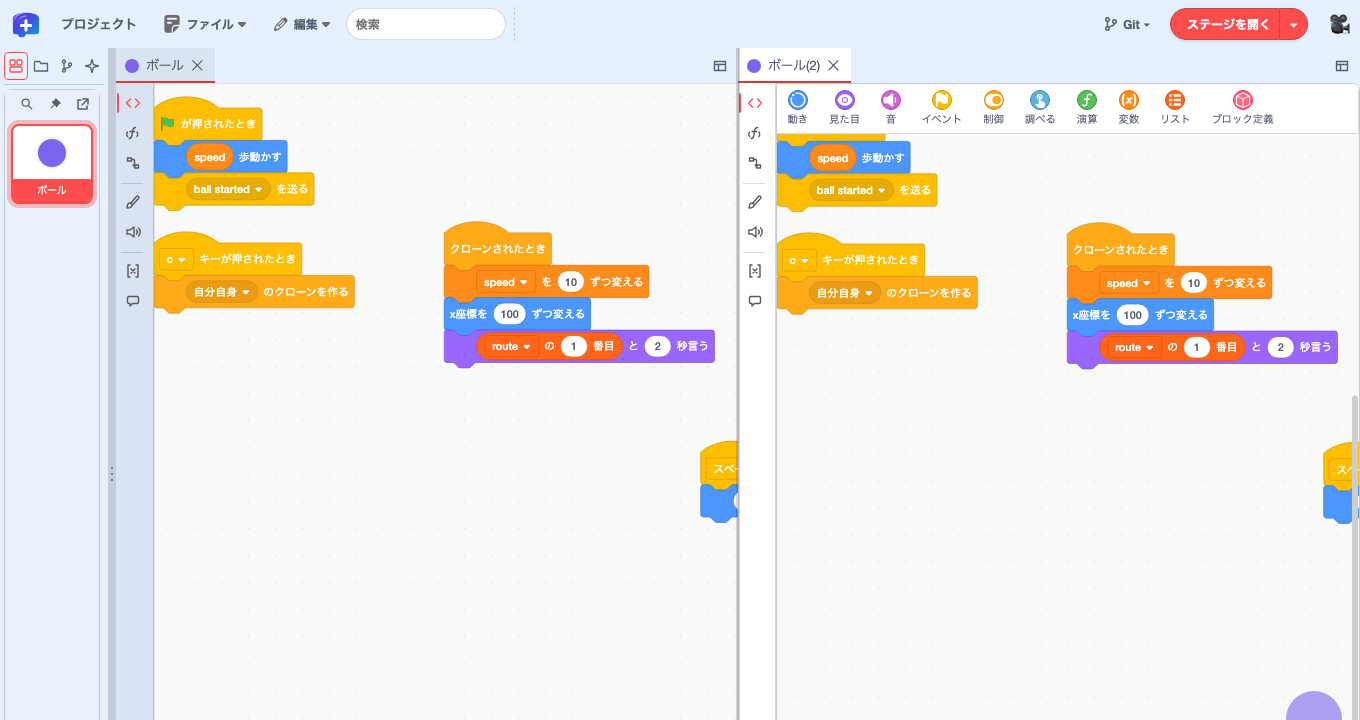 プロジェクト ファイル 編集 検索 Git ステージを開く
ボール
ボール(2)
動き 見た目 音 イベント 制御 調べる 演算 変数 リスト ブロック定義
ボール
が押されたとき
speed 歩動かす
ball started を送る
c キーが押されたとき
自分自身 のクローンを作る
クローンされたとき
speed を 10 ずつ変える
x座標を 100 ずつ変える
route の 1 番目 と 2 秒言う
スペー
speed 歩動かす
ball started を送る
c キーが押されたとき
自分自身 のクローンを作る
クローンされたとき
speed を 10 ずつ変える
x座標を 100 ずつ変える
route の 1 番目 と 2 秒言う
スペ